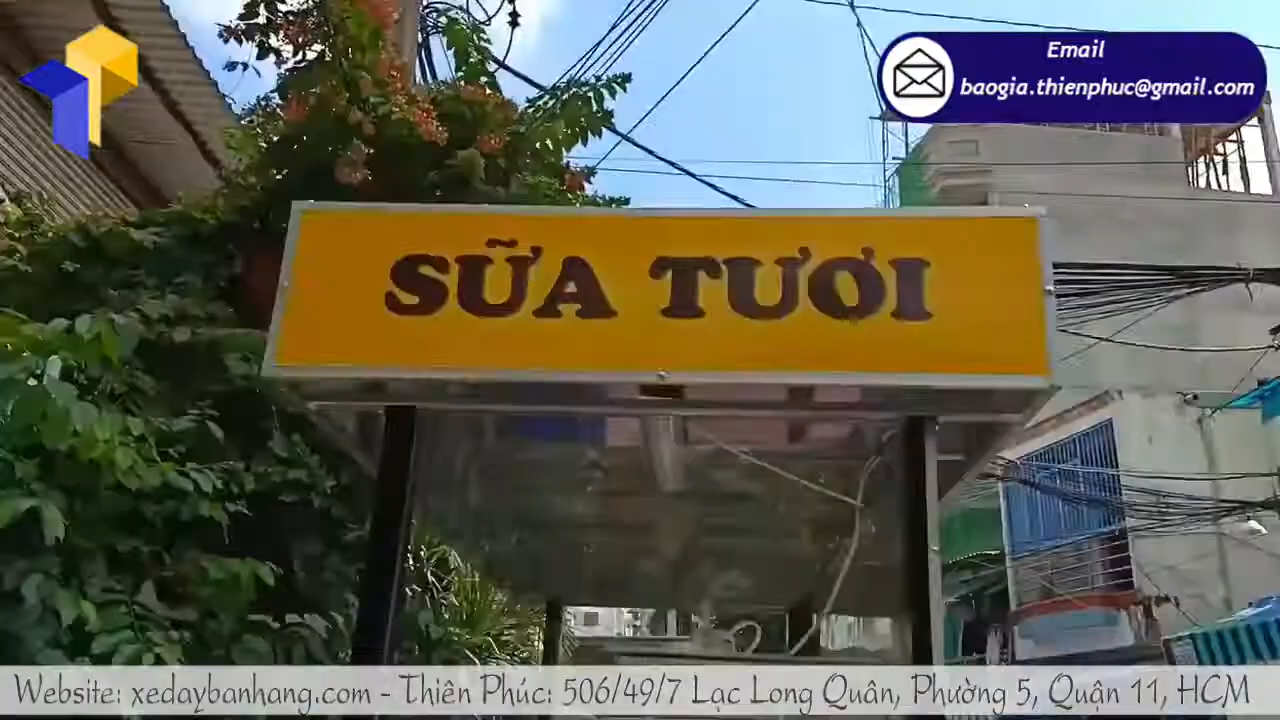 Email
baogia.thienphuc@gmail.com
SỮA TƯƠI
Website: xedaybanhang.com - Thiên Phúc: 506/49/7 Lạc Long Quân, Phường 5, Quận 11, HCM